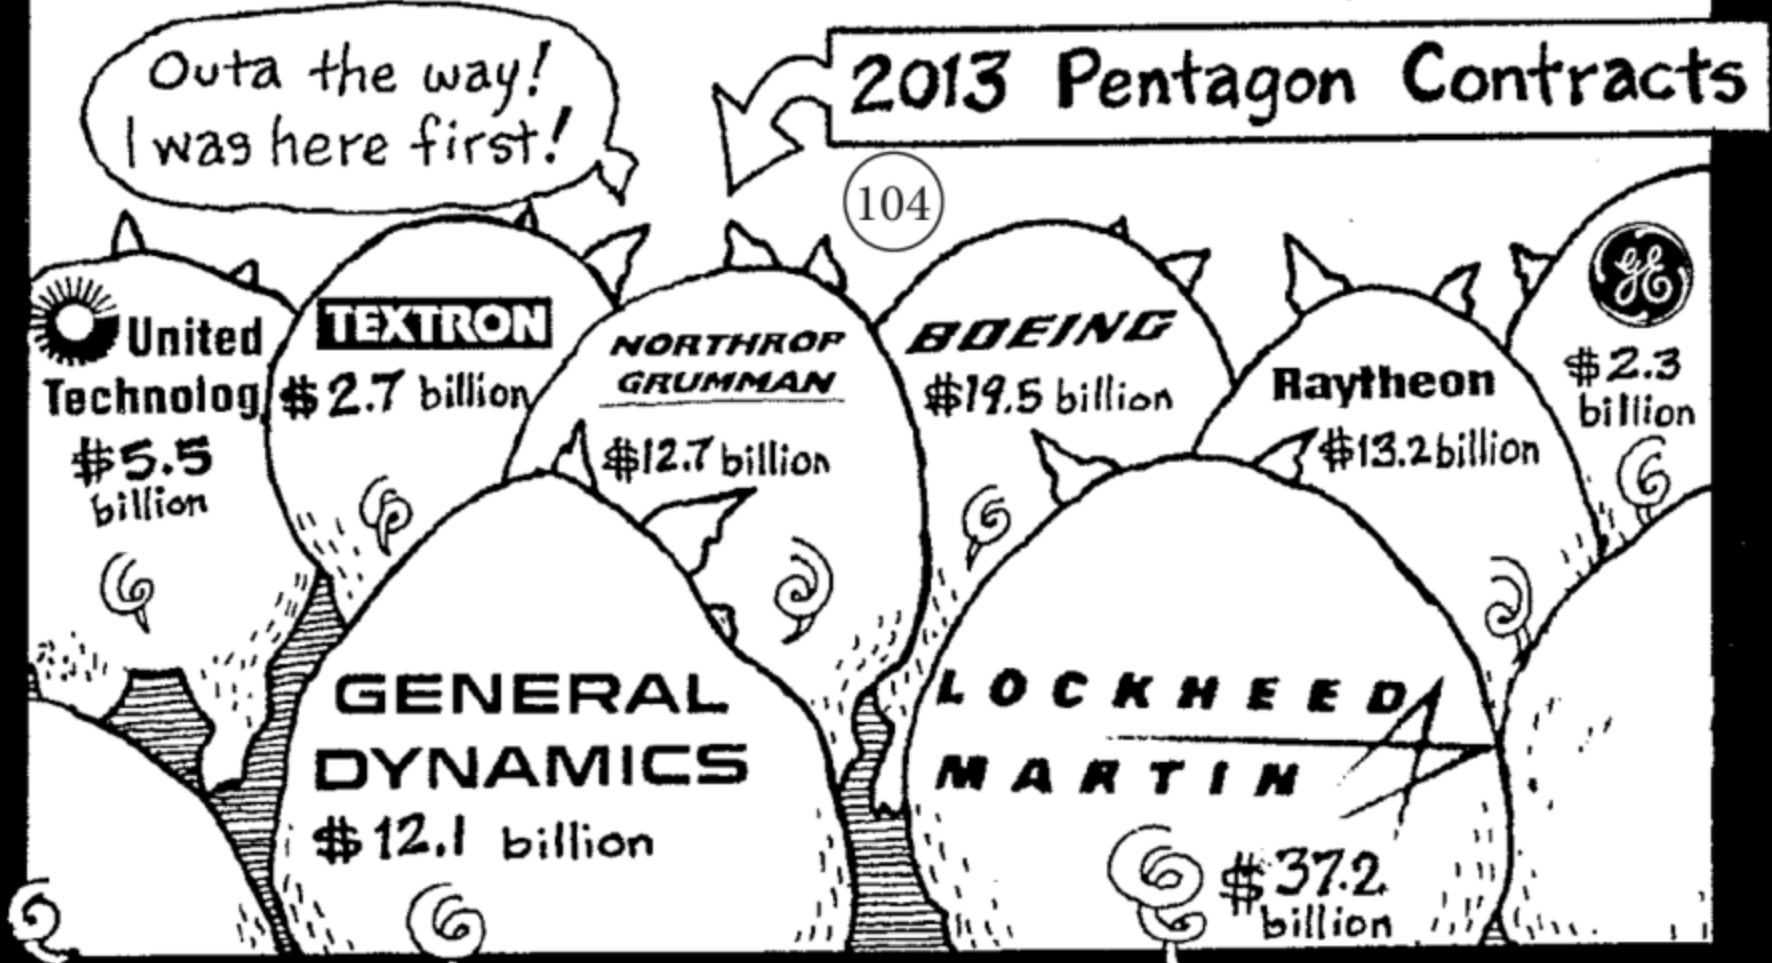 Outa the way!
I was here first!
2013 Pentagon Contracts
104
United
Technolog
$5.5
billion
TEXTRON
$2.7 billion
NORTHROP
GRUMMAN
$12.7 billion
BOEING
$19.5 billion
Raytheon
$13.2 billion
GE
$2.3
billion
GENERAL
DYNAMICS
$12.1 billion
LOCKHEED
MARTIN
$37.2
billion